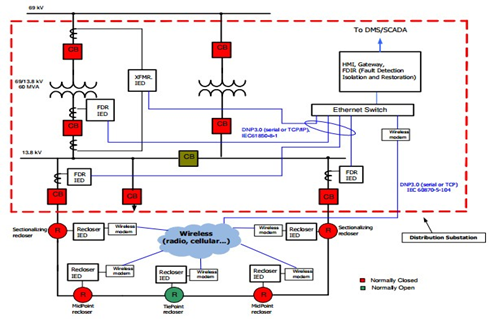 69 kV
To DMS/SCADA
CB
CB
HMI, Gateway,
FDIR (Fault Detection
Isolation and Restoration)
XFMR.
IED
69/13.8 kV
60 MVA
FDR
IED
Ethernet Switch
CB
CB
DNP3.0 (serial or TCP/IP),
IEC61850-8-1
Wireless
modem
13.8 kV
CB
FDR
IED
CB
CB
CB
FDR
IED
DNP3.0 (serial or TCP)
IEC 60870-5-104
Sectionalizing
recloser
R
Recloser
IED
Wireless
modem
Wireless
(radio, cellular...)
Recloser
IED
Wireless
modem
R
Sectionalizing
recloser
Distribution Substation
Recloser
IED
Wireless
modem
Recloser
IED
Wireless
modem
Recloser
IED
Wireless
modem
R
R
R
MidPoint
recloser
TiePoint
recloser
MidPoint
recloser
Normally Closed
Normally Open